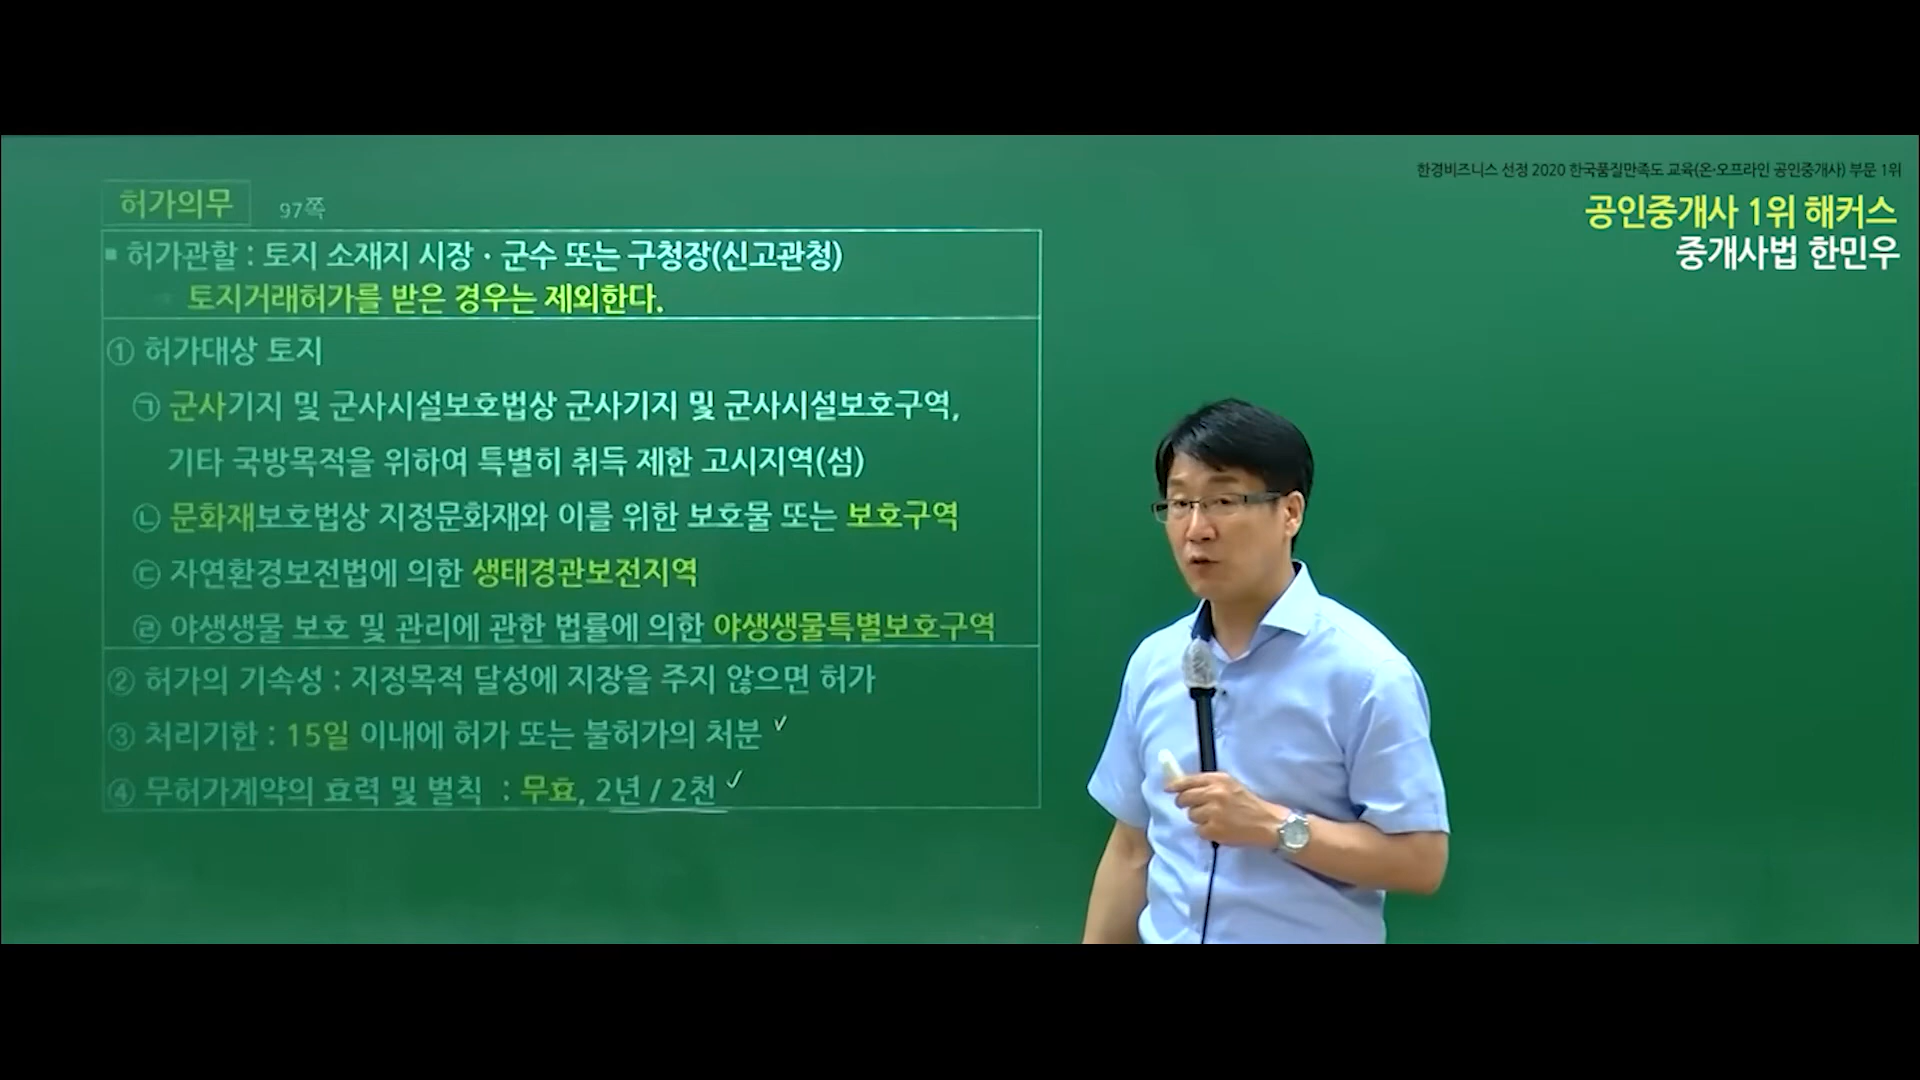 한경비즈니스 선정 2020 한국품질만족도 교육(온·오프라인 공인중개사) 부문 1위
공인중개사 1위 해커스
중개사법 한민우
허가의무 97쪽
▪ 허가관할 : 토지 소재지 시장 · 군수 또는 구청장(신고관청)
토지거래허가를 받은 경우는 제외한다.
① 허가대상 토지
㉠ 군사기지 및 군사시설보호법상 군사기지 및 군사시설보호구역,
기타 국방목적을 위하여 특별히 취득 제한 고시지역(섬)
㉡ 문화재보호법상 지정문화재와 이를 위한 보호물 또는 보호구역
㉢ 자연환경보전법에 의한 생태경관보전지역
㉣ 야생생물 보호 및 관리에 관한 법률에 의한 야생생물특별보호구역
② 허가의 기속성 : 지정목적 달성에 지장을 주지 않으면 허가
③ 처리기한 : 15일 이내에 허가 또는 불허가의 처분 ✓
④ 무허가계약의 효력 및 벌칙 : 무효, 2년 / 2천 ✓